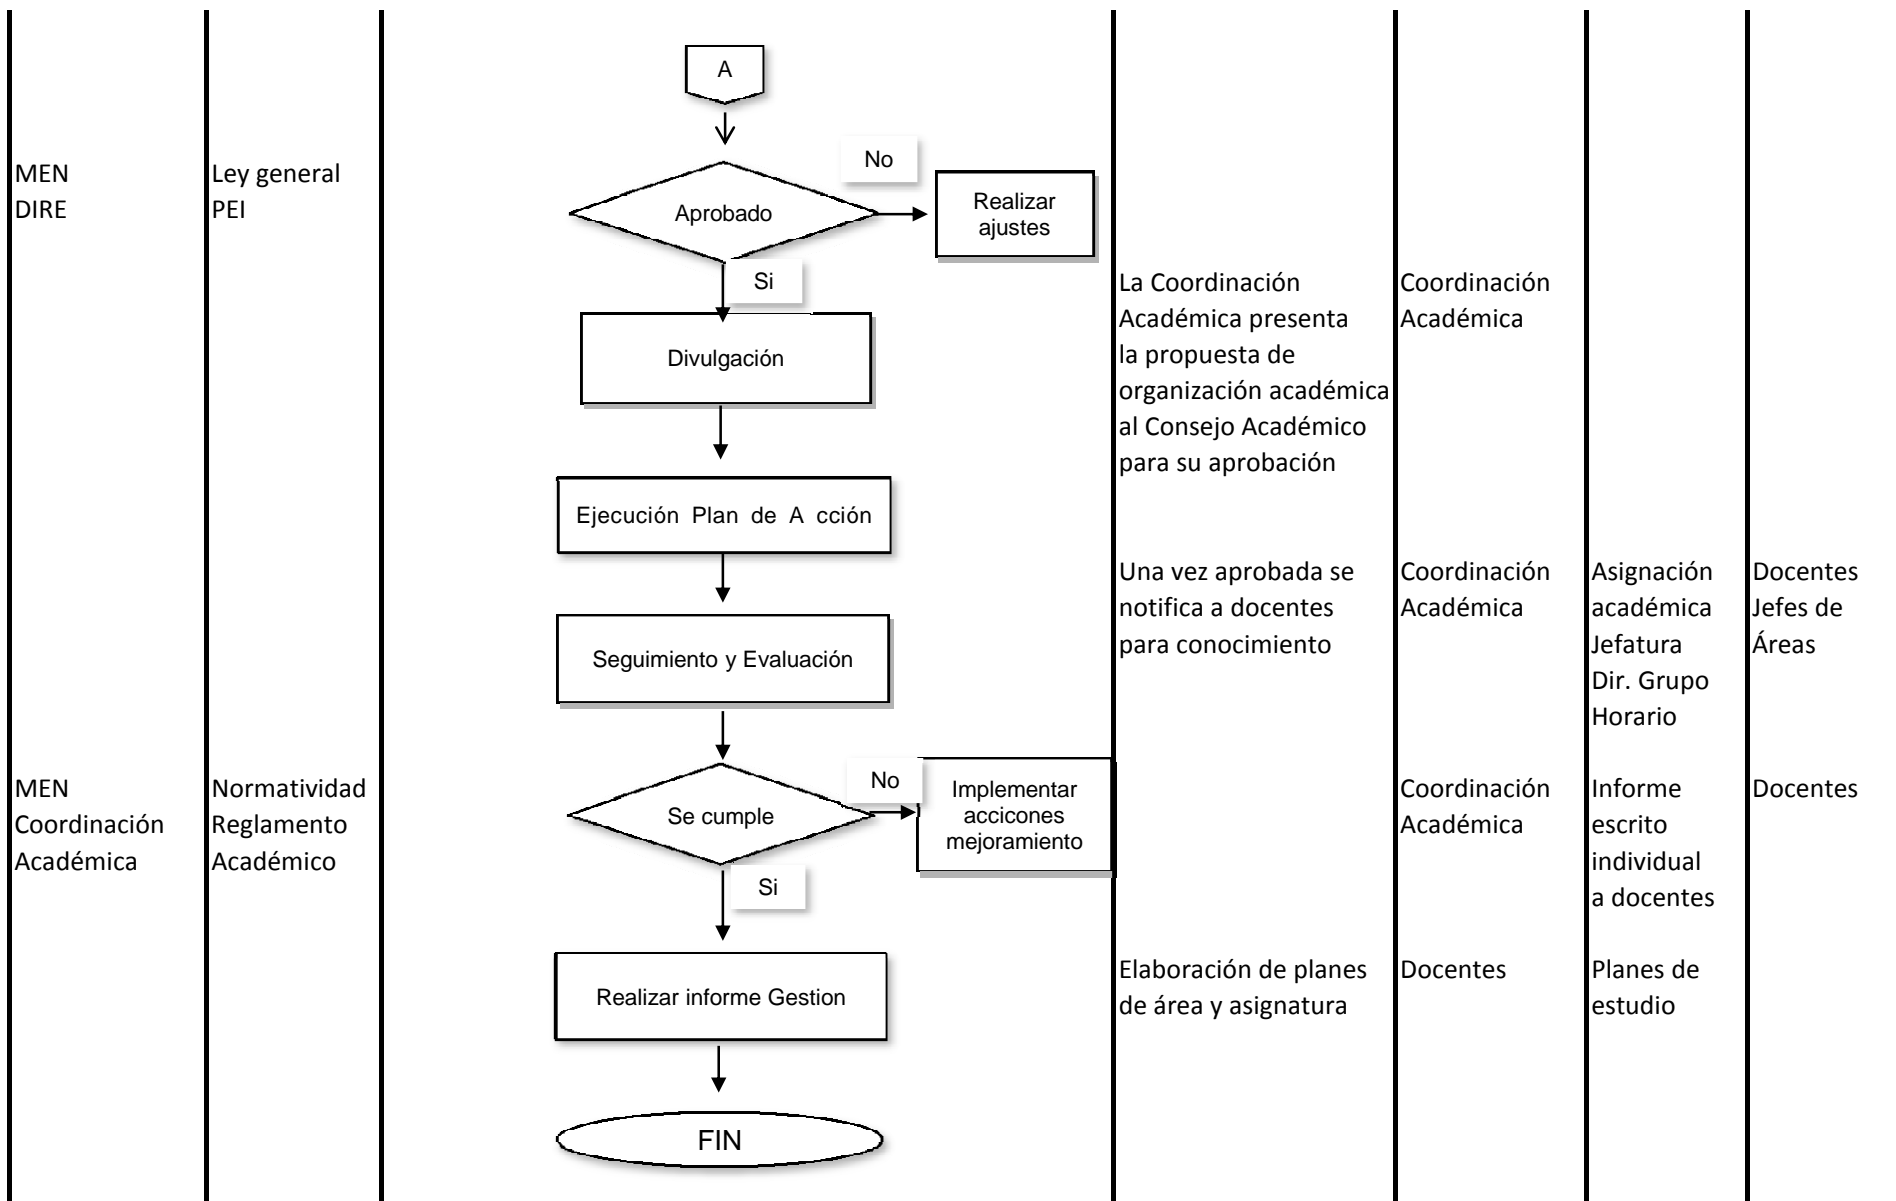 A
No
MEN
DIRE
Ley general
PEI
Aprobado
Realizar
ajustes
Si
La Coordinación
Académica presenta
la propuesta de
organización académica
al Consejo Académico
para su aprobación
Coordinación
Académica
Divulgación
Ejecución Plan de A cción
Una vez aprobada se
notifica a docentes
para conocimiento
Coordinación
Académica
Asignación
académica
Jefatura
Dir. Grupo
Horario
Docentes
Jefes de
Áreas
Seguimiento y Evaluación
MEN
Coordinación
Académica
Normatividad
Reglamento
Académico
Se cumple
No
Implementar
accicones
mejoramiento
Coordinación
Académica
Informe
escrito
individual
a docentes
Docentes
Si
Realizar informe Gestion
Elaboración de planes
de área y asignatura
Docentes
Planes de
estudio
FIN